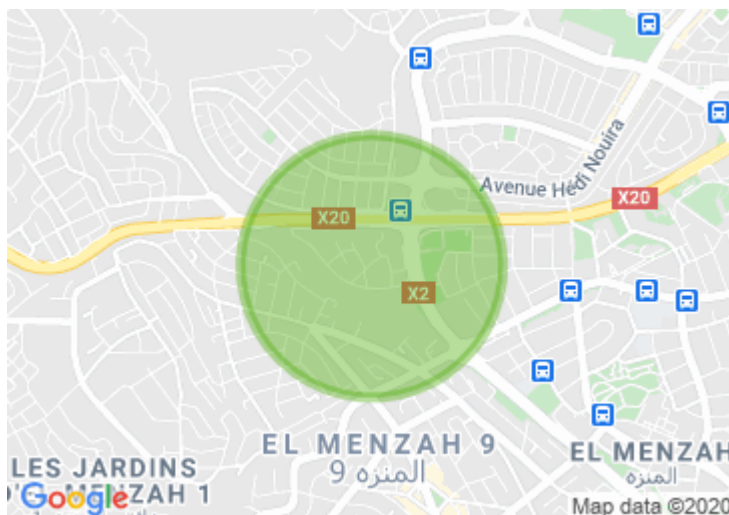 Avenue Hédi Nouira
X20
X20
X2
EL MENZAH 9
المنزه 9
EL MENZAH
المنزه
LES JARDINS
MENZAH 1
Google
Map data ©2020